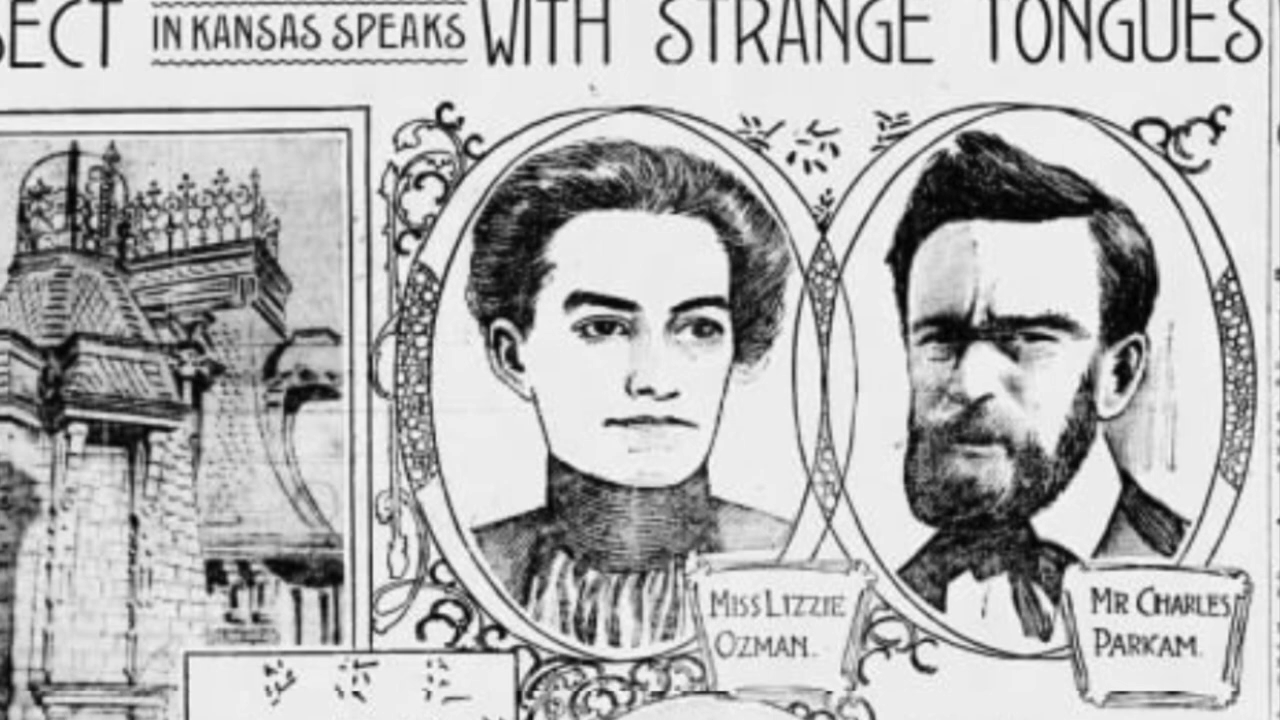 SECT IN KANSAS SPEAKS WITH STRANGE TONGUES
MISS LIZZIE
OZMAN.
MR CHARLES
PARKAM.